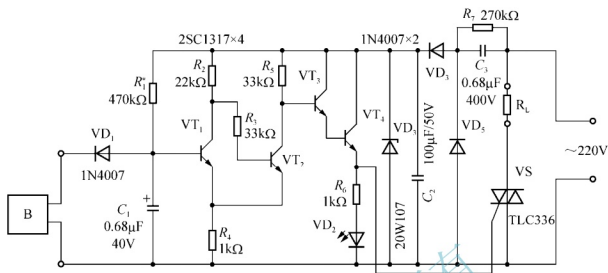 R₇ 270kΩ
2SC1317×4
1N4007×2
R₁* 470kΩ
R₂ 22kΩ
R₅ 33kΩ
VT₃
VD₃
C₃ 0.68μF 400V
R₃ 33kΩ
VT₁
VT₄
VD₃
100μF/50V
R_L
VD₁
1N4007
VT₂
VD₅
~220V
R₆ 1kΩ
VS
B
C₁ 0.68μF 40V
+
R₄ 1kΩ
VD₂
20W107
C₂
TLC336